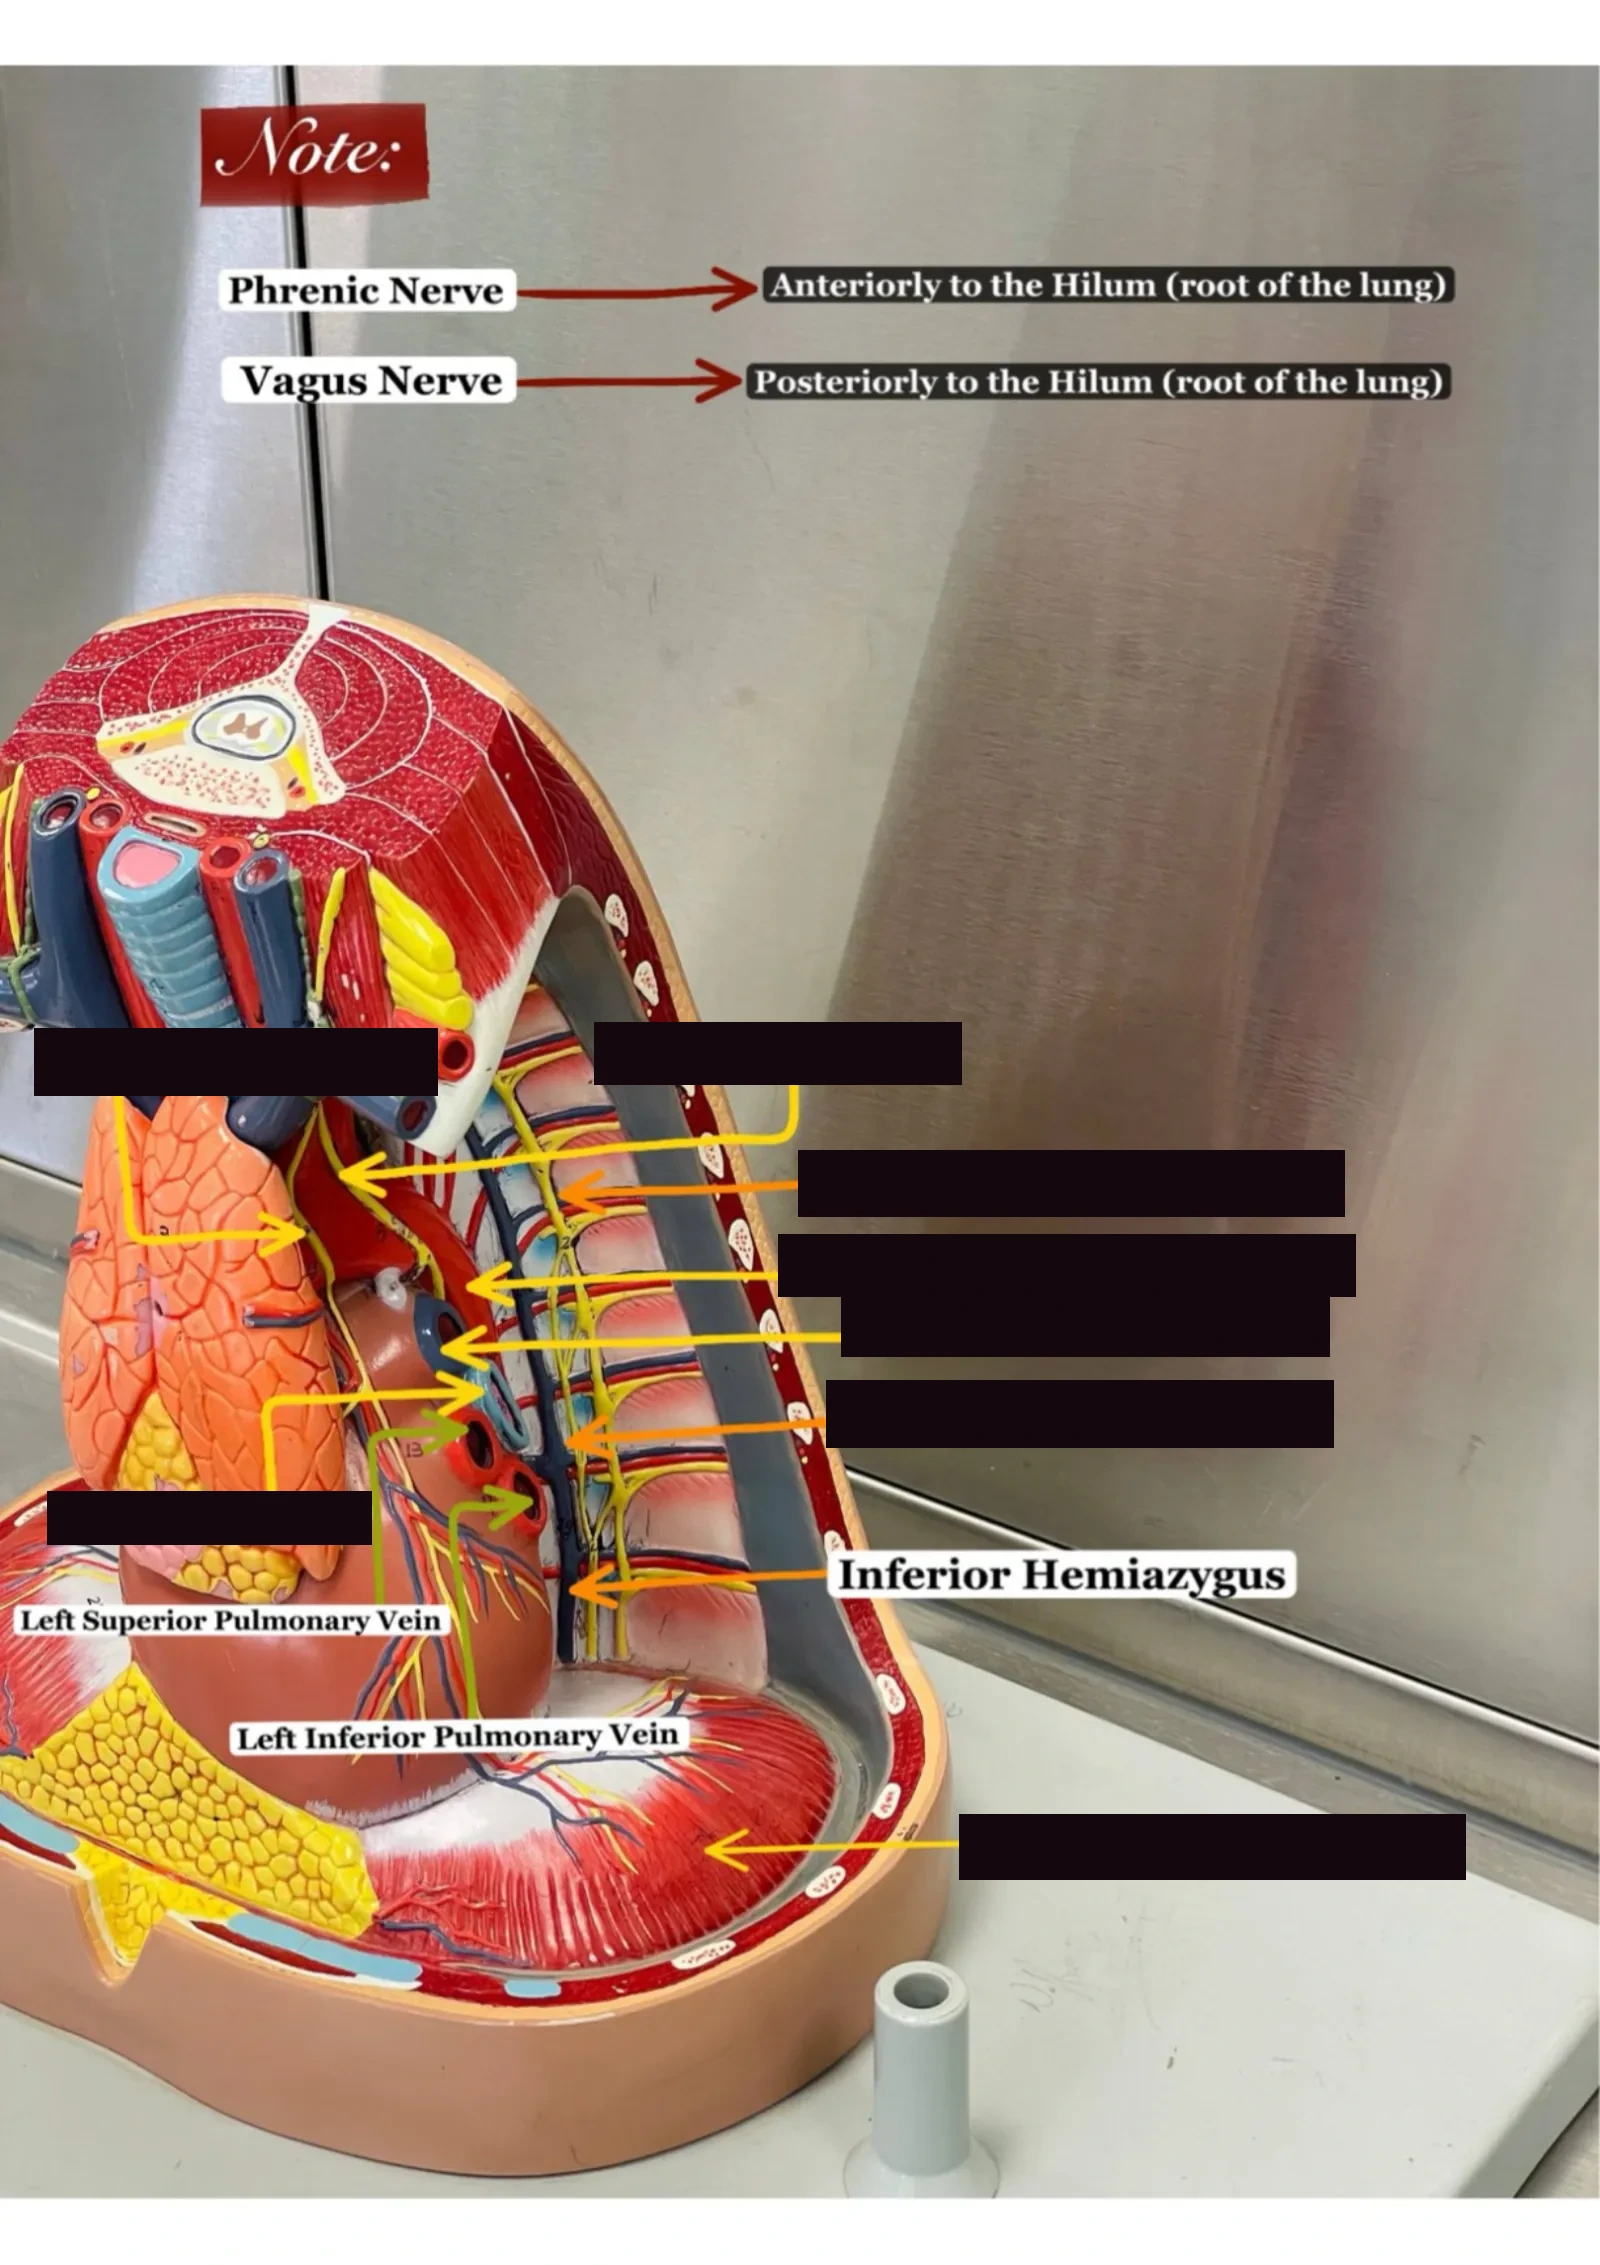 Note:
Phrenic Nerve
Anteriorly to the Hilum (root of the lung)
Vagus Nerve
Posteriorly to the Hilum (root of the lung)
13
Inferior Hemiazygus
Left Superior Pulmonary Vein
Left Inferior Pulmonary Vein